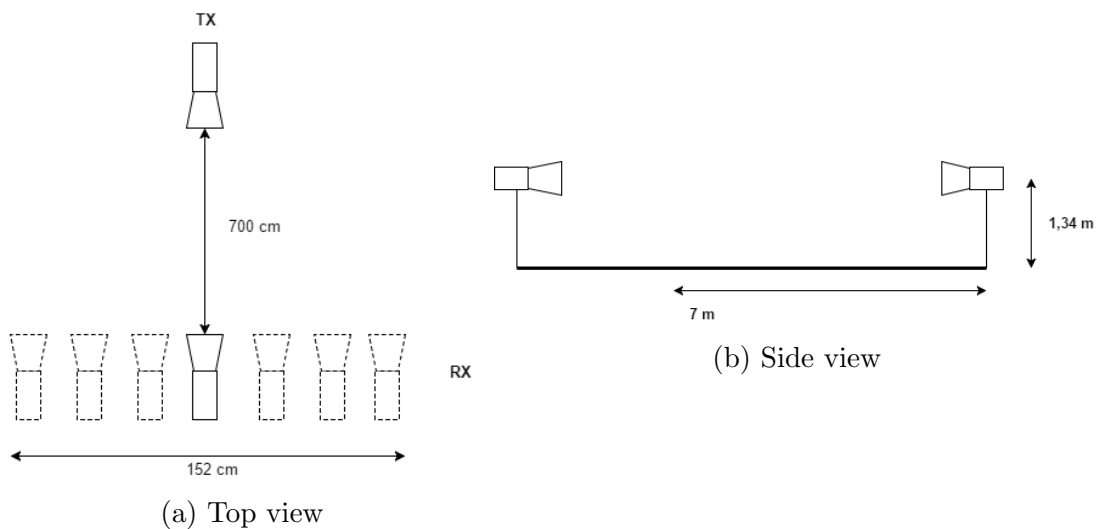 TX
700 cm
RX
152 cm
(a) Top view
1,34 m
7 m
(b) Side view